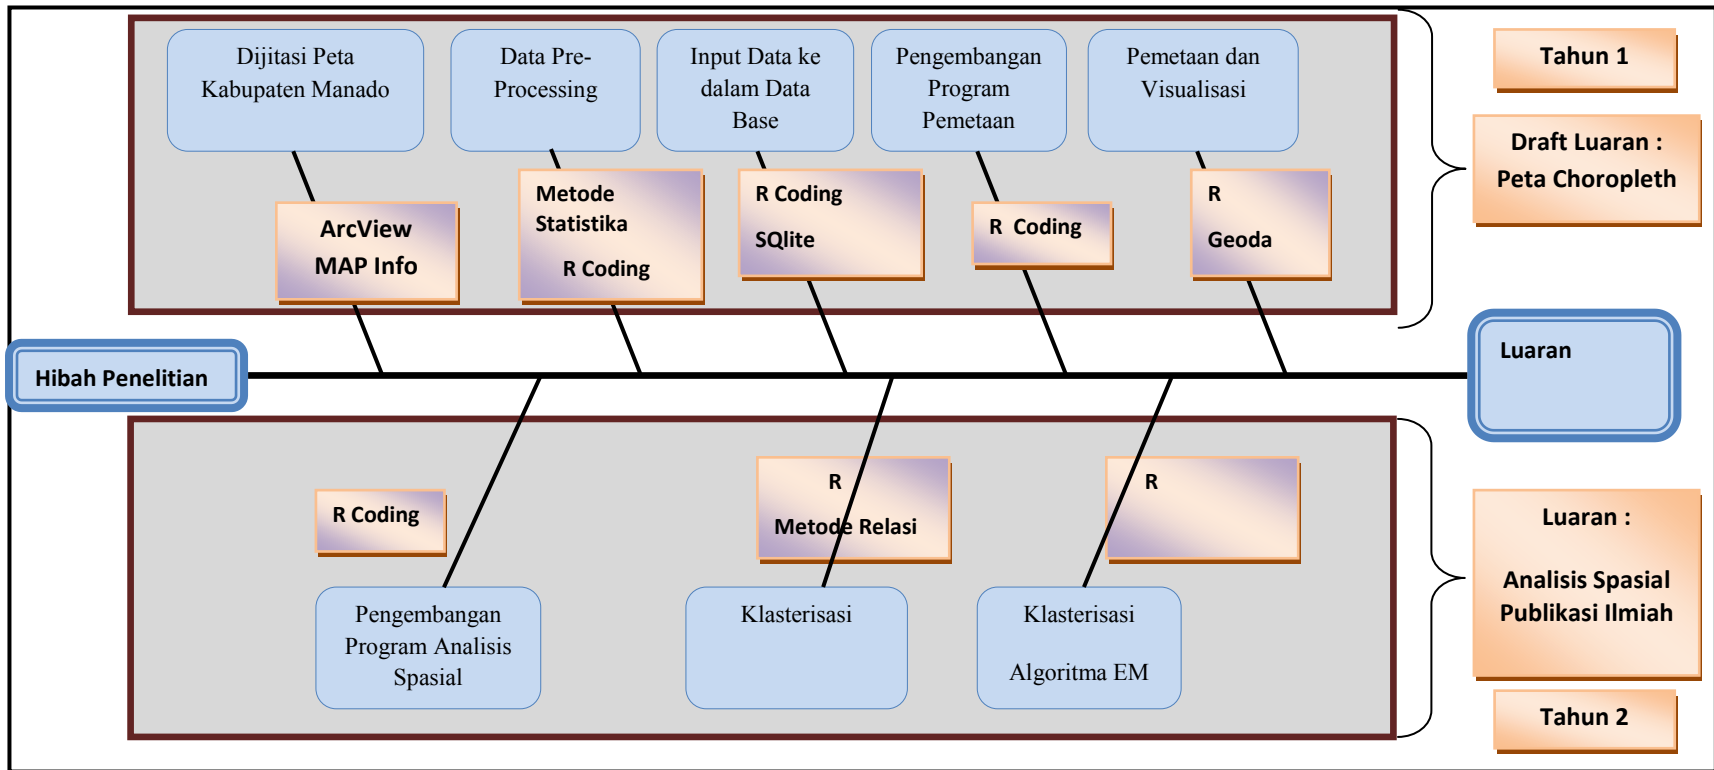 Dijitasi Peta
Kabupaten Manado
Data Pre-
Processing
Input Data ke
dalam Data
Base
Pengembangan
Program
Pemetaan
Pemetaan dan
Visualisasi
Tahun 1
Draft Luaran :
Peta Choropleth
ArcView
MAP Info
Metode
Statistika
R Coding
R Coding
SQlite
R  Coding
R
Geoda
Hibah Penelitian
Luaran
R Coding
R
Metode Relasi
R
Pengembangan
Program Analisis
Spasial
Klasterisasi
Klasterisasi
Algoritma EM
Luaran :
Analisis Spasial
Publikasi Ilmiah
Tahun 2